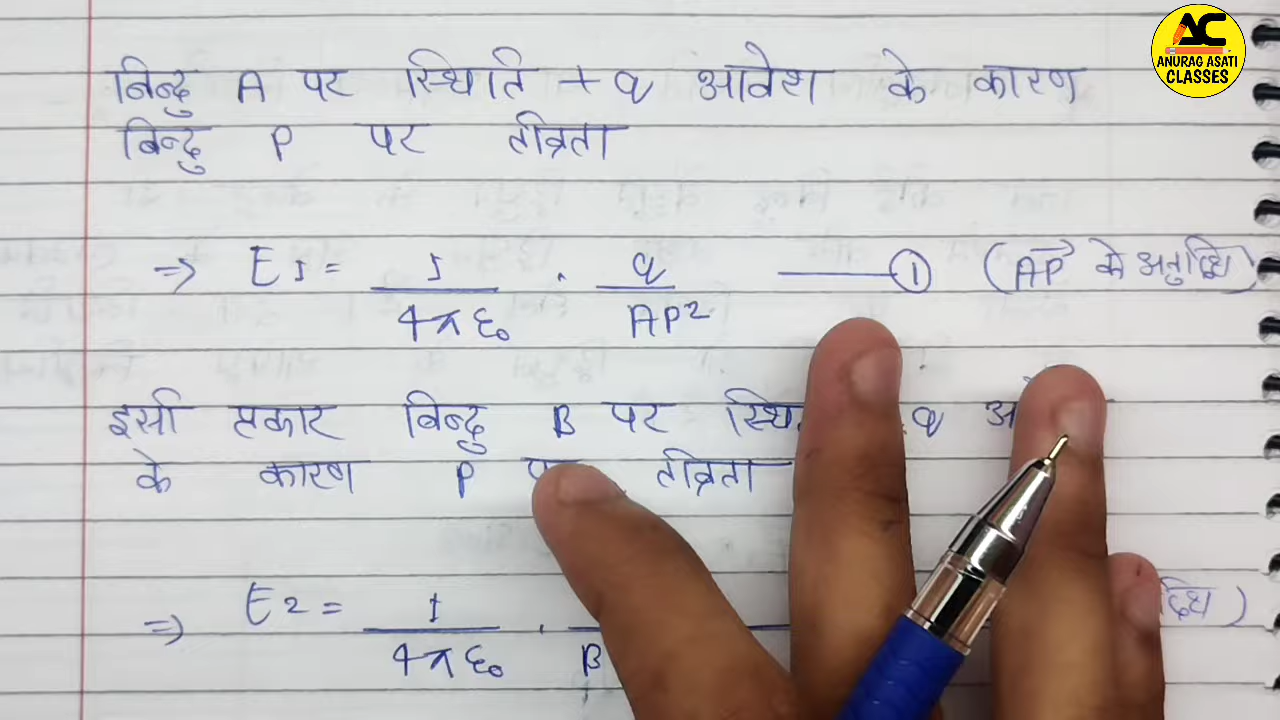 AC
ANURAG ASATI
CLASSES
बिन्दु A पर स्थिति +q आवेश के कारण
बिन्दु P पर तीव्रता
⇒ E1 = 1/4πε₀ . q/AP² —— ① (AP→ के अनुदिश)
इसी प्रकार बिन्दु B पर q
के कारण P तीव्रता
⇒ E2 = 1/4πε₀ . B